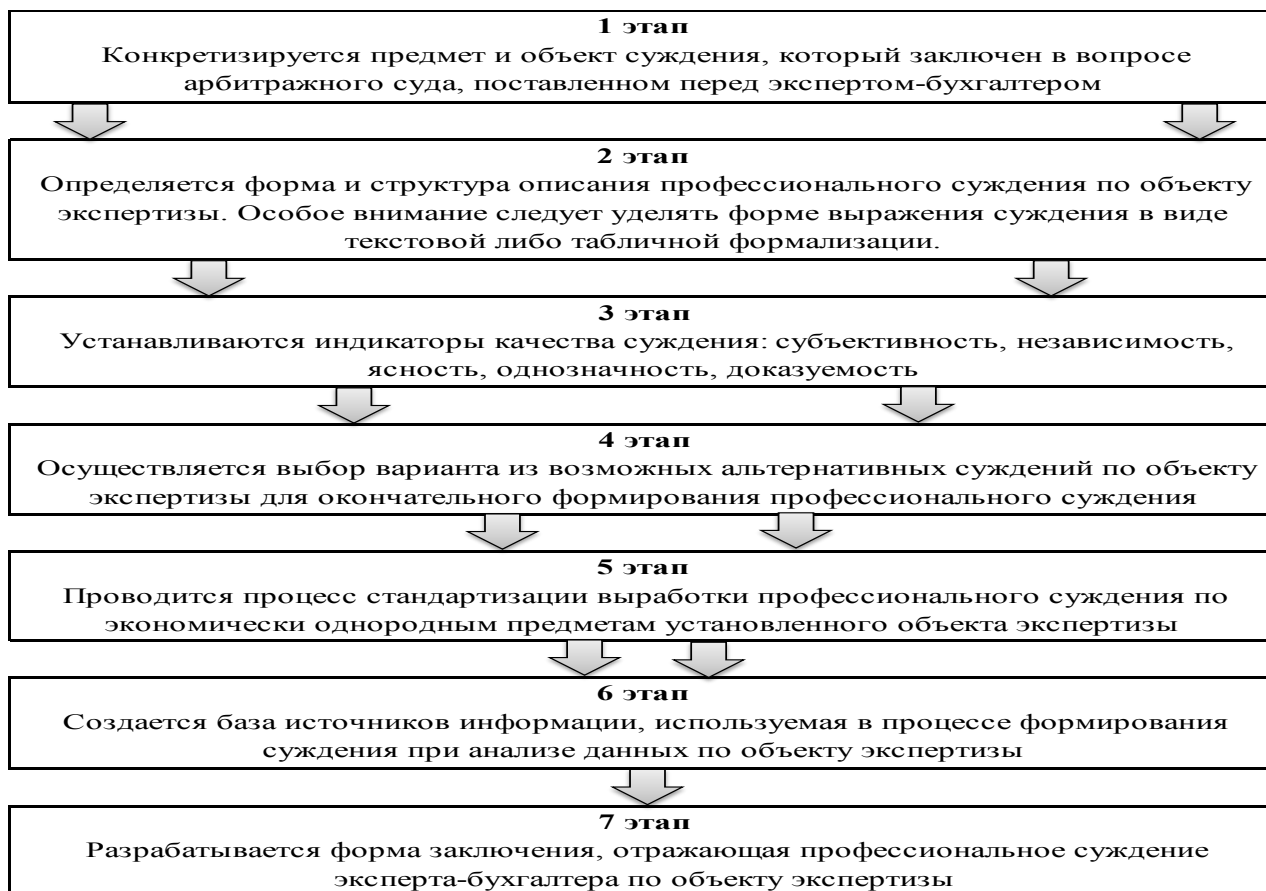 1 этап
Конкретизируется предмет и объект суждения, который заключен в вопросе
арбитражного суда, поставленном перед экспертом-бухгалтером
2 этап
Определяется форма и структура описания профессионального суждения по объекту
экспертизы. Особое внимание следует уделять форме выражения суждения в виде
текстовой либо табличной формализации.
3 этап
Устанавливаются индикаторы качества суждения: субъективность, независимость,
ясность, однозначность, доказуемость
4 этап
Осуществляется выбор варианта из возможных альтернативных суждений по объекту
экспертизы для окончательного формирования профессионального суждения
5 этап
Проводится процесс стандартизации выработки профессионального суждения по
экономически однородным предметам установленного объекта экспертизы
6 этап
Создается база источников информации, используемая в процессе формирования
суждения при анализе данных по объекту экспертизы
7 этап
Разрабатывается форма заключения, отражающая профессиональное суждение
эксперта-бухгалтера по объекту экспертизы